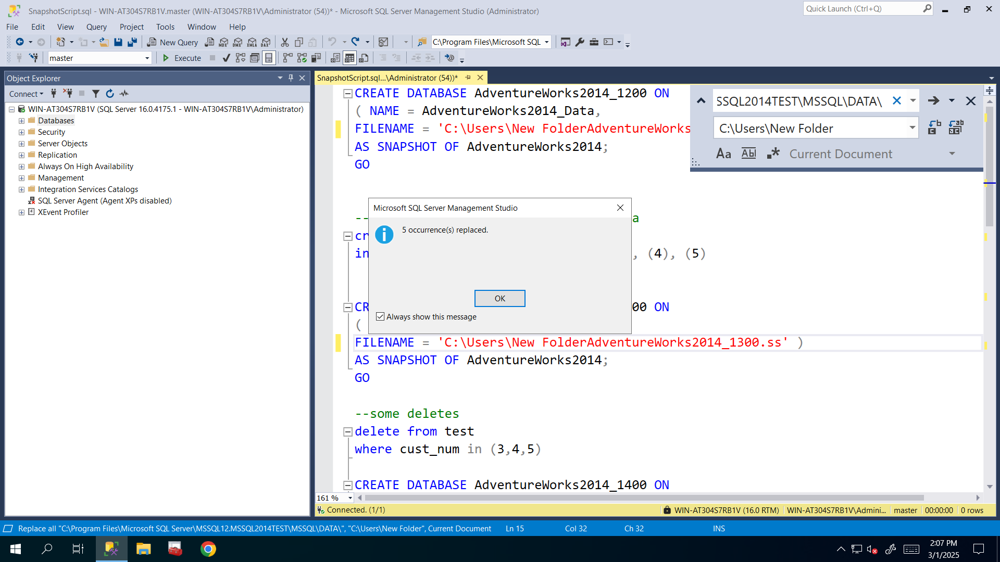 SnapshotScript.sql - WIN-AT304S7RB1V.master (WIN-AT304S7RB1V\Administrator (54))* - Microsoft SQL Server Management Studio (Administrator)
Quick Launch (Ctrl+Q)
File Edit View Query Project Tools Window Help
New Query
MDX DMX XMLA DAX
C:\Program Files\Microsoft SQL
master
Execute
Object Explorer
SnapshotScript.sql...\Administrator (54))*
Connect
WIN-AT304S7RB1V (SQL Server 16.0.4175.1 - WIN-AT304S7RB1V\Administrator)
Databases
Security
Server Objects
Replication
Always On High Availability
Management
Integration Services Catalogs
SQL Server Agent (Agent XPs disabled)
XEvent Profiler
CREATE DATABASE AdventureWorks2014_1200 ON
( NAME = AdventureWorks2014_Data,
FILENAME = 'C:\Users\New FolderAdventureWorks
AS SNAPSHOT OF AdventureWorks2014;
GO
SSQL2014TEST\MSSQL\DATA\
C:\Users\New Folder
Aa Abl .* Current Document
-- a
cr
in , (4), (5)
CR 00 ON
(
FILENAME = 'C:\Users\New FolderAdventureWorks2014_1300.ss' )
AS SNAPSHOT OF AdventureWorks2014;
GO
--some deletes
delete from test
where cust_num in (3,4,5)
CREATE DATABASE AdventureWorks2014_1400 ON
Microsoft SQL Server Management Studio
5 occurrence(s) replaced.
OK
Always show this message
161 %
Connected. (1/1)
WIN-AT304S7RB1V (16.0 RTM) WIN-AT304S7RB1V\Admini... master 00:00:00 0 rows
Replace all "C:\Program Files\Microsoft SQL Server\MSSQL12.MSSQL2014TEST\MSSQL\DATA\", "C:\Users\New Folder", Current Document Ln 15 Col 32 Ch 32 INS
2:07 PM
3/1/2025